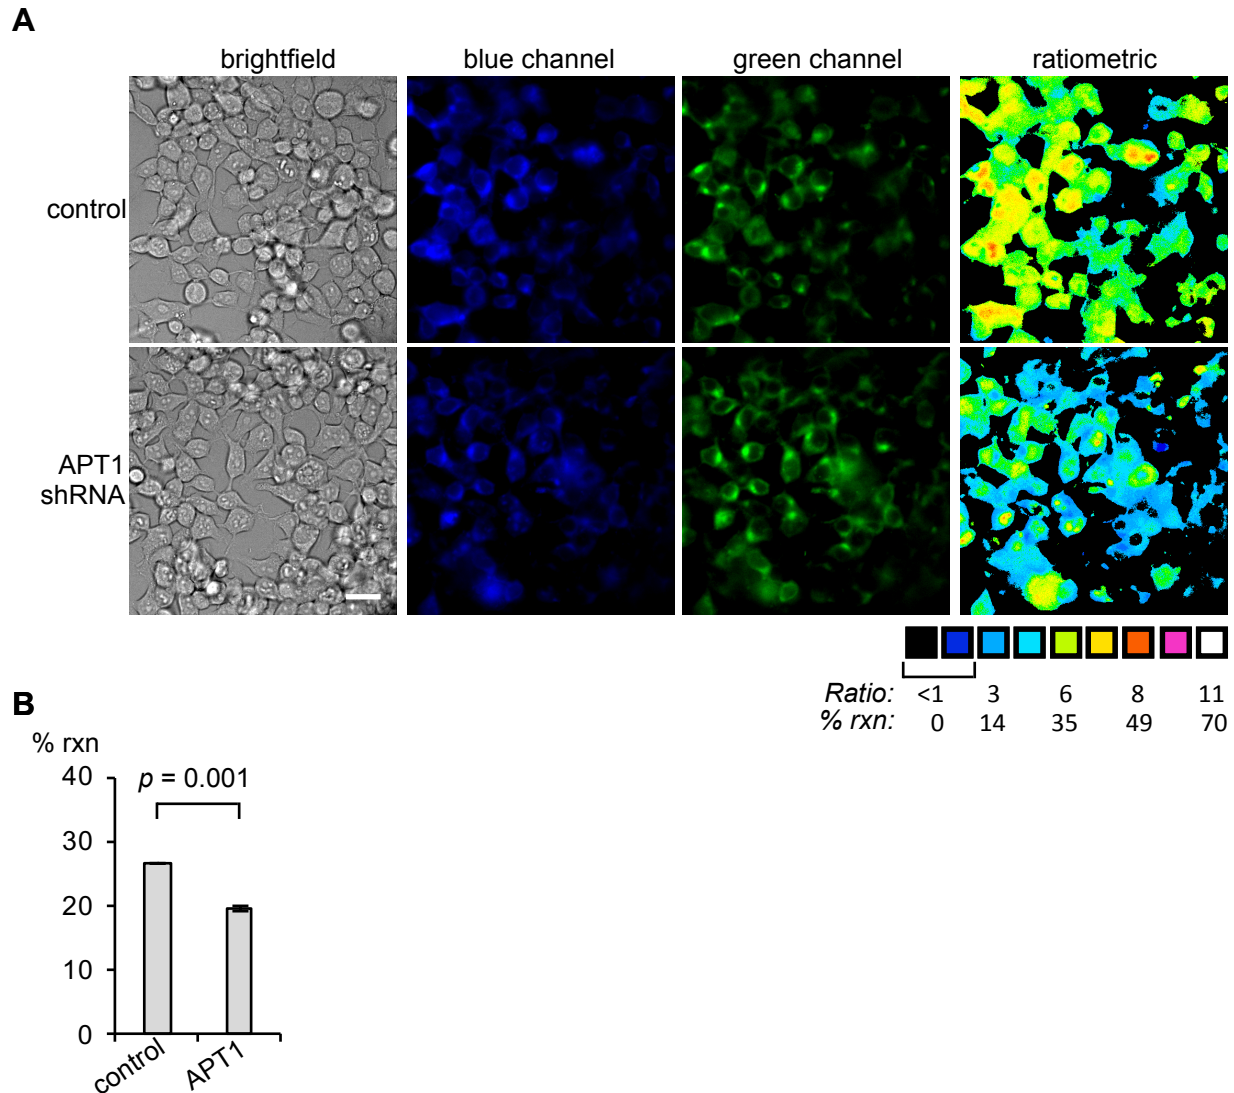 A
brightfield
blue channel
green channel
ratiometric
control
APT1
shRNA
Ratio: <1 3 6 8 11
% rxn: 0 14 35 49 70
B
% rxn
p = 0.001
40
30
20
10
0
control
APT1